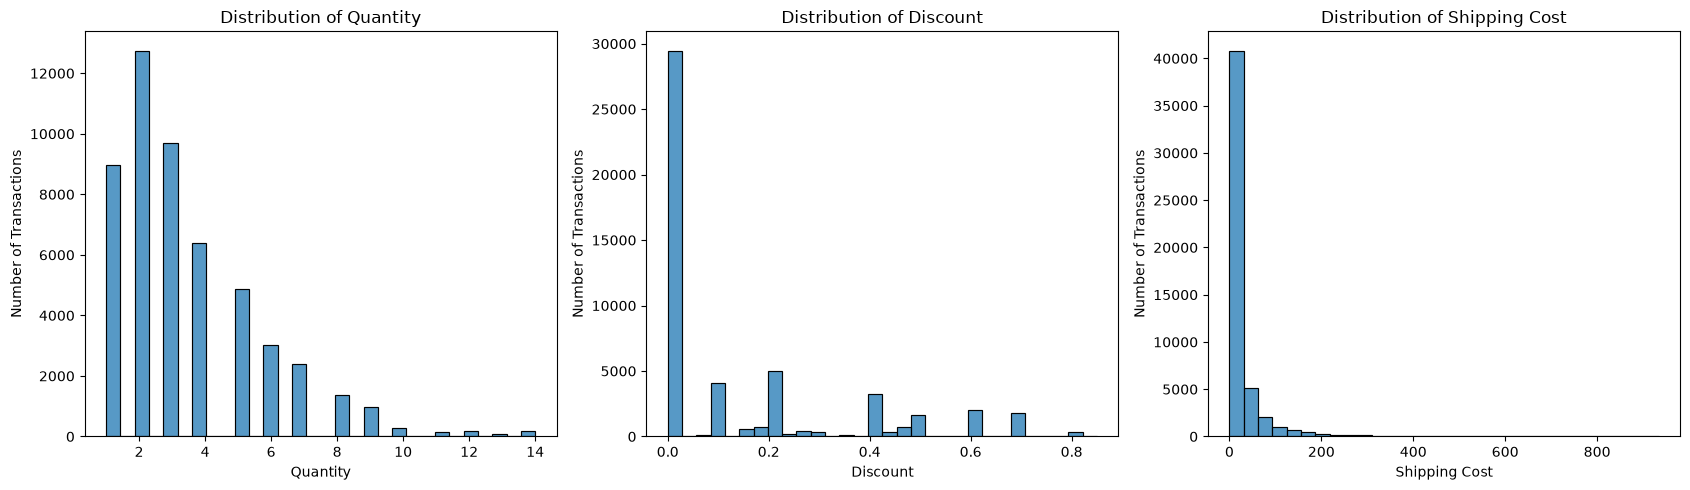 Distribution of Quantity
Number of Transactions
12000
10000
8000
6000
4000
2000
0
2 4 6 8 10 12 14
Quantity
Distribution of Discount
Number of Transactions
30000
25000
20000
15000
10000
5000
0
0.0 0.2 0.4 0.6 0.8
Discount
Distribution of Shipping Cost
Number of Transactions
40000
35000
30000
25000
20000
15000
10000
5000
0
0 200 400 600 800
Shipping Cost